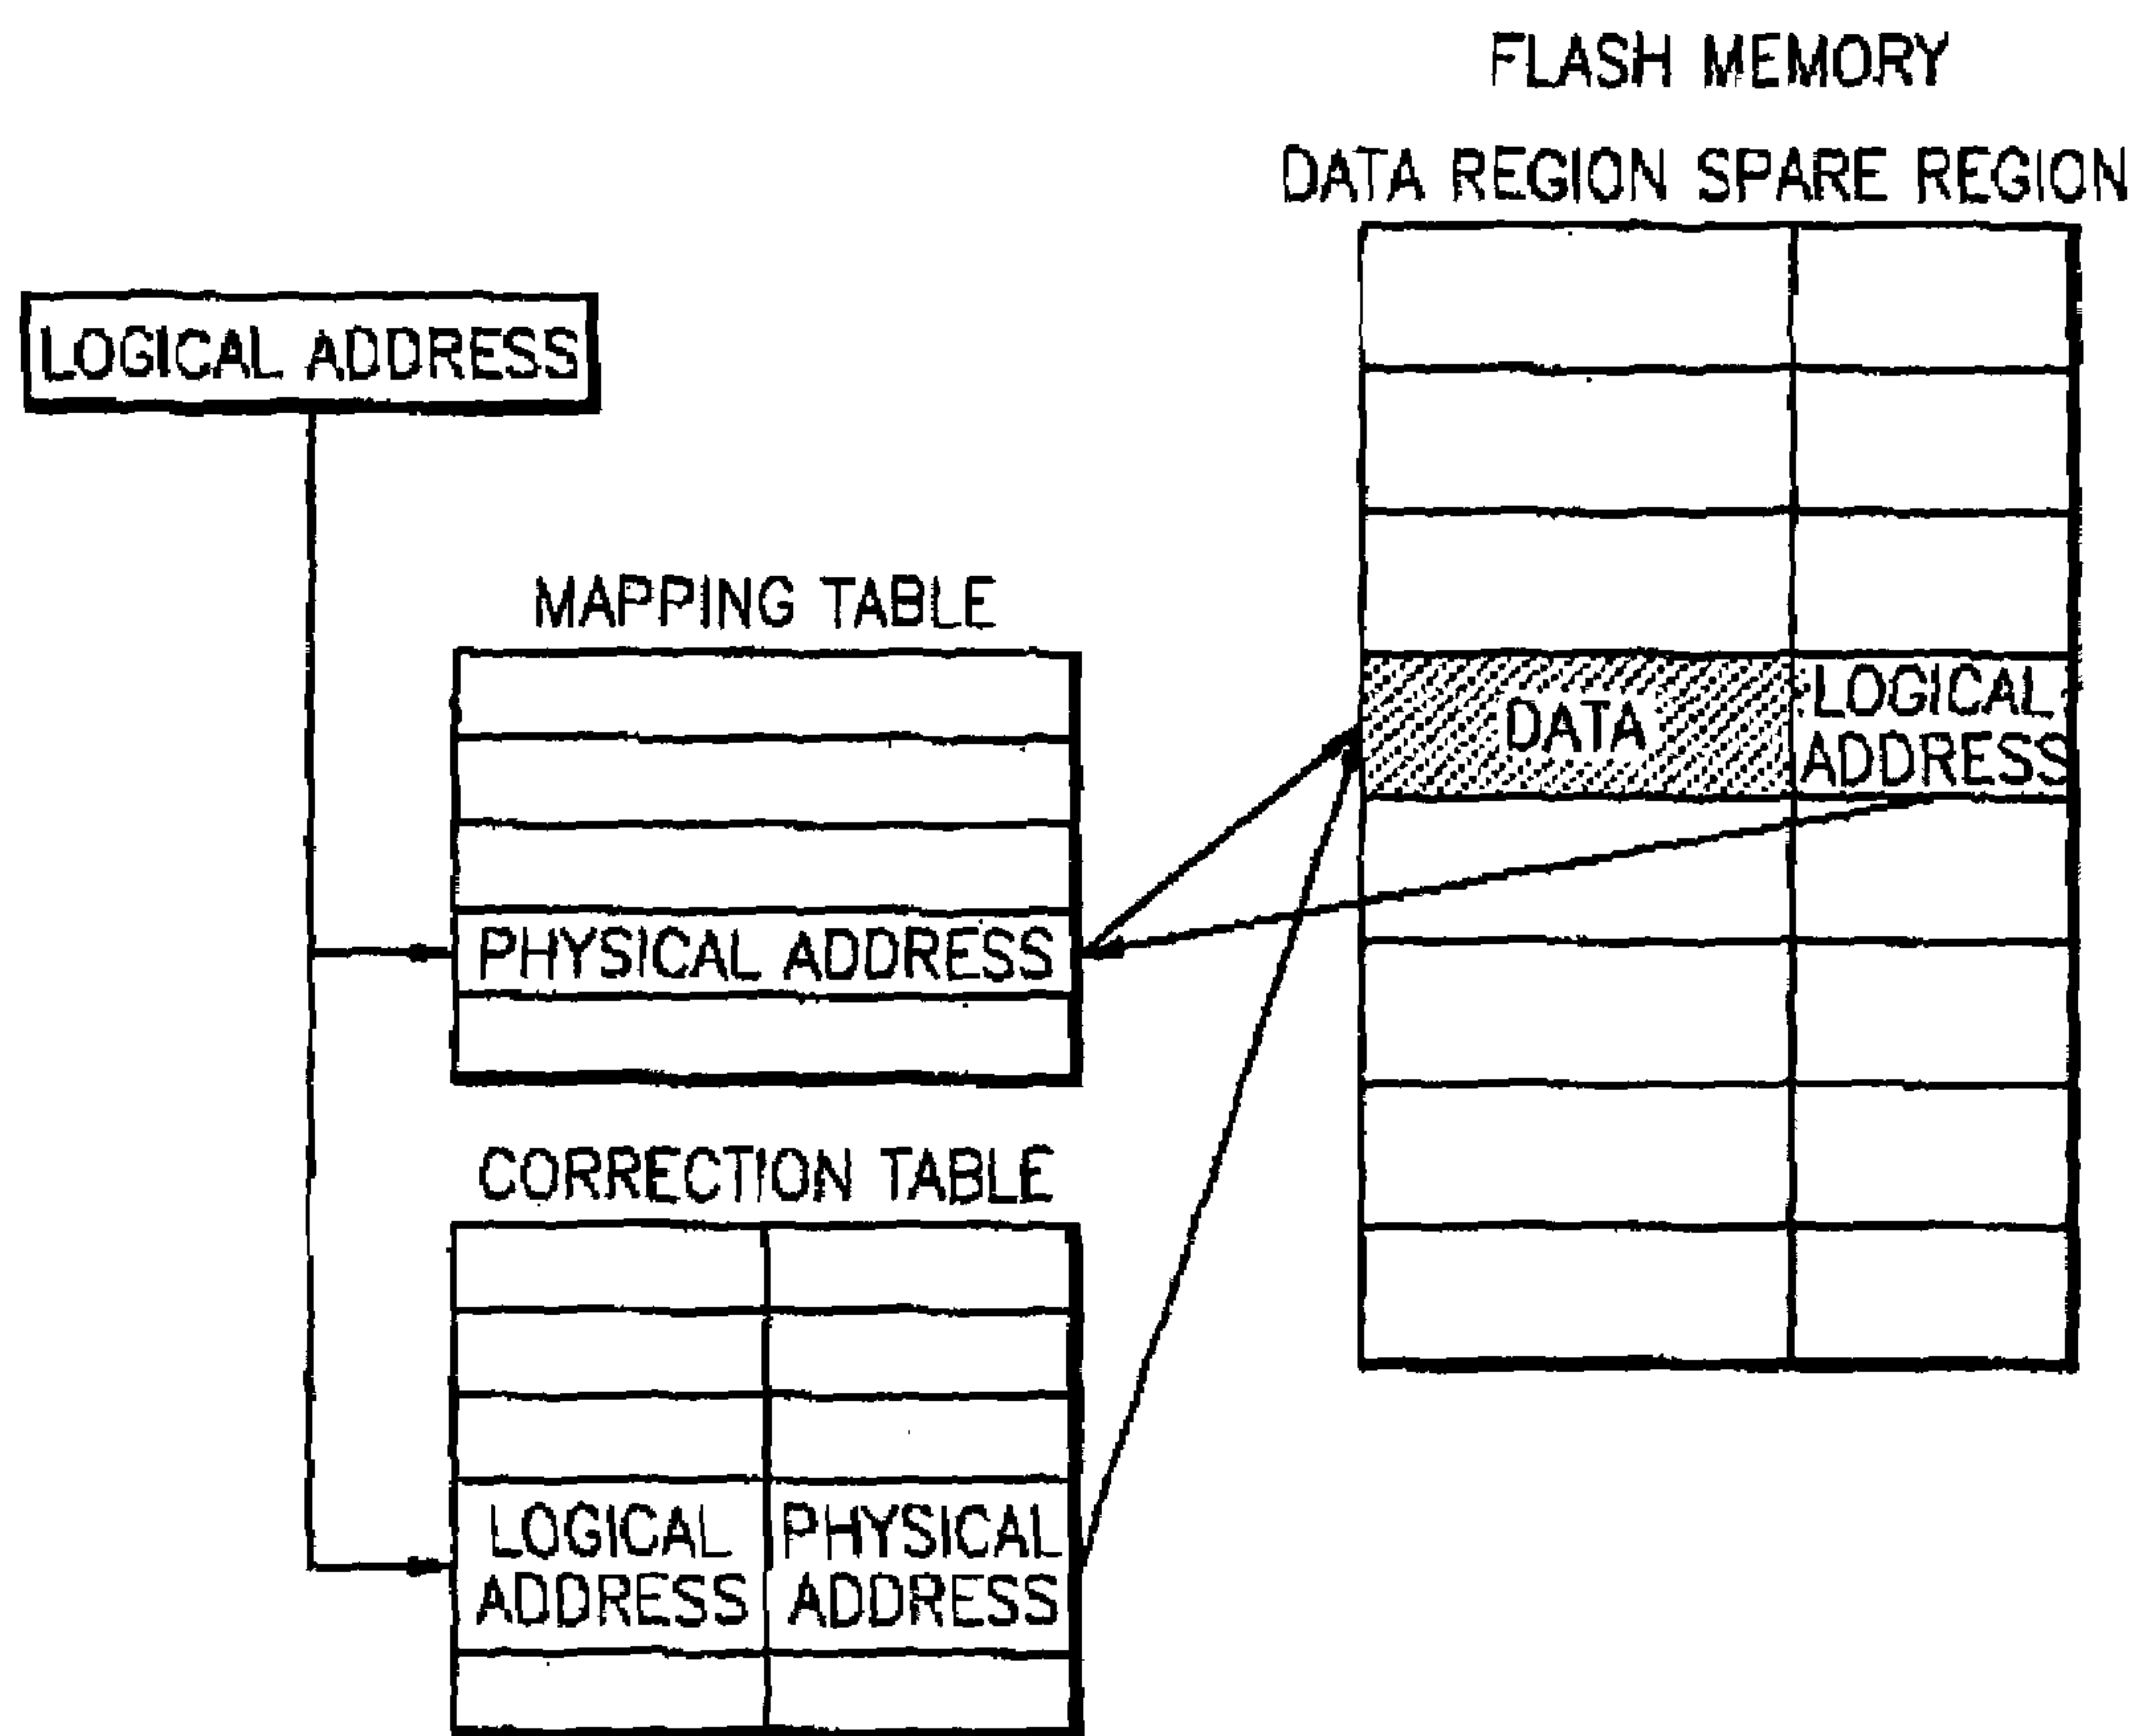 FLASH MEMORY
DATA REGION SPARE REGION
LOGICAL ADDRESS
MAPPING TABLE
DATA
LOGICAL
ADDRESS
PHYSICAL ADDRESS
CORRECTION TABLE
LOGICAL
ADDRESS
PHYSICAL
ADDRESS